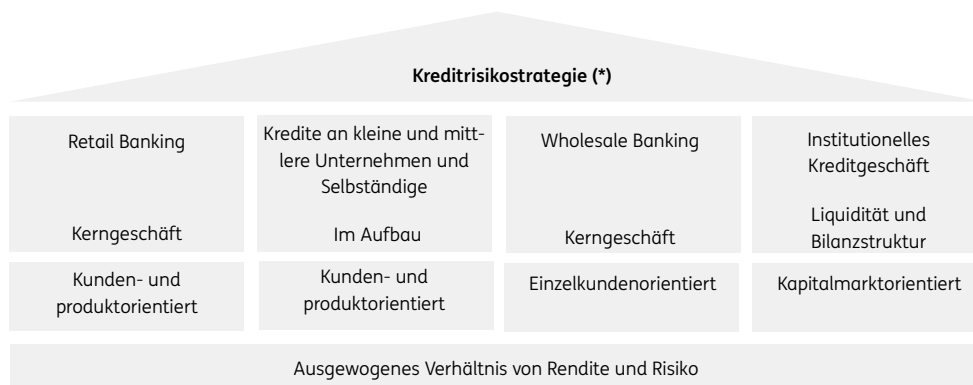 Kreditrisikostrategie (*)
Retail Banking
Kerngeschäft
Kunden- und
produktorientiert
Kredite an kleine und mitt-
lere Unternehmen und
Selbständige
Im Aufbau
Kunden- und
produktorientiert
Wholesale Banking
Kerngeschäft
Einzelkundenorientiert
Institutionelles
Kreditgeschäft
Liquidität und
Bilanzstruktur
Kapitalmarktorientiert
Ausgewogenes Verhältnis von Rendite und Risiko